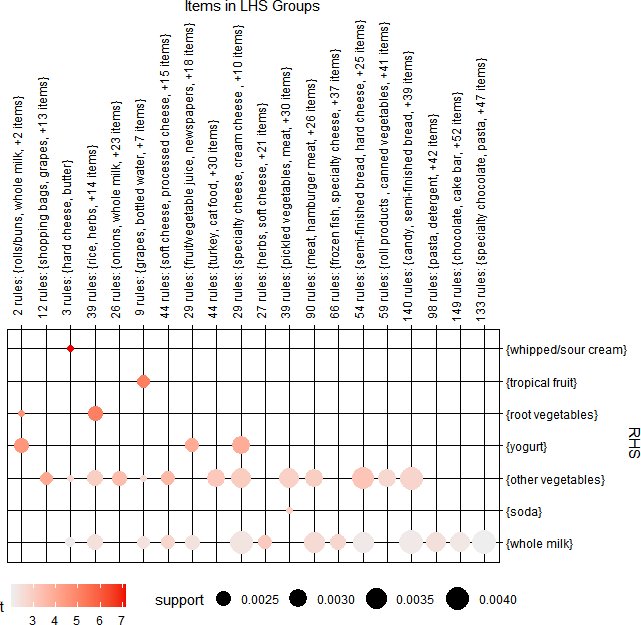 Items in LHS Groups
2 rules: {rolls/buns, whole milk, +2 items}
12 rules: {shopping bags, grapes, +13 items}
3 rules: {hard cheese, butter}
39 rules: {rice, herbs, +14 items}
26 rules: {onions, whole milk, +23 items}
9 rules: {grapes, bottled water, +7 items}
44 rules: {soft cheese, processed cheese, +15 items}
29 rules: {fruit/vegetable juice, newspapers, +18 items}
44 rules: {turkey, cat food, +30 items}
29 rules: {specialty cheese, cream cheese , +10 items}
27 rules: {herbs, soft cheese, +21 items}
39 rules: {pickled vegetables, meat, +30 items}
90 rules: {meat, hamburger meat, +26 items}
66 rules: {frozen fish, specialty cheese, +37 items}
54 rules: {semi-finished bread, hard cheese, +25 items}
59 rules: {roll products , canned vegetables, +41 items}
140 rules: {candy, semi-finished bread, +39 items}
98 rules: {pasta, detergent, +42 items}
149 rules: {chocolate, cake bar, +52 items}
133 rules: {specialty chocolate, pasta, +47 items}
{whipped/sour cream}
{tropical fruit}
{root vegetables}
{yogurt}
{other vegetables}
{soda}
{whole milk}
RHS
t
3 4 5 6 7
support 0.0025 0.0030 0.0035 0.0040